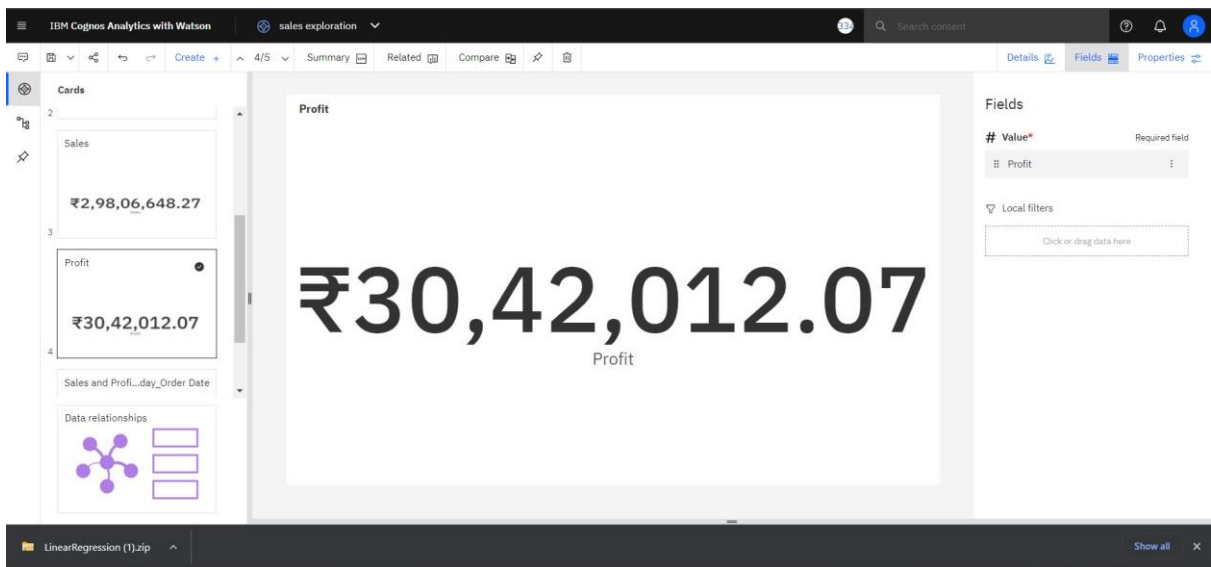 IBM Cognos Analytics with Watson
sales exploration
334
Search content
Create +
4/5
Summary
Related
Compare
Details
Fields
Properties
Cards
2
Sales
₹2,98,06,648.27
3
Profit
₹30,42,012.07
4
Sales and Profi...day_Order Date
Data relationships
Profit
₹30,42,012.07
Profit
Fields
# Value*
Required field
Profit
Local filters
Click or drag data here
LinearRegression (1).zip
Show all